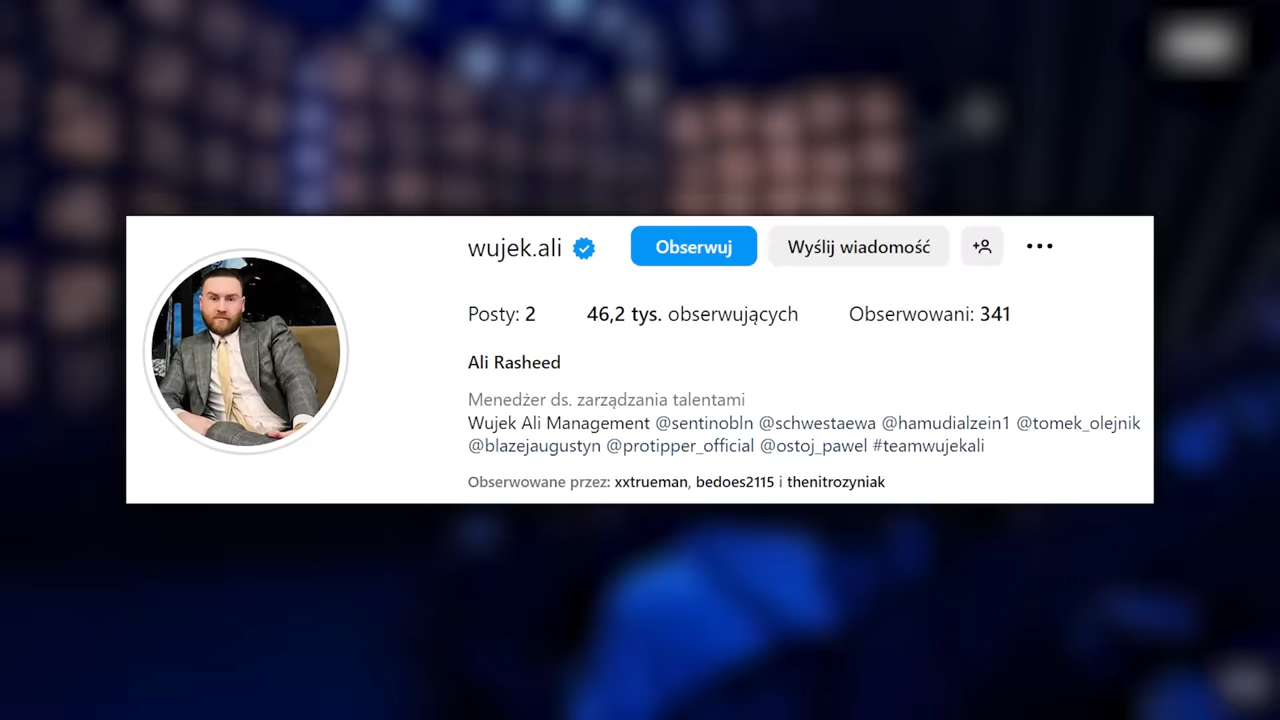 wujek.ali Obserwuj Wyślij wiadomość
Posty: 2 46,2 tys. obserwujących Obserwowani: 341
Ali Rasheed
Menedżer ds. zarządzania talentami
Wujek Ali Management @sentinobln @schwestaewa @hamudialzein1 @tomek_olejnik
@blazejaugustyn @protipper_official @ostoj_pawel #teamwujekali
Obserwowane przez: xxtrueman, bedoes2115 i thenitrozyniak